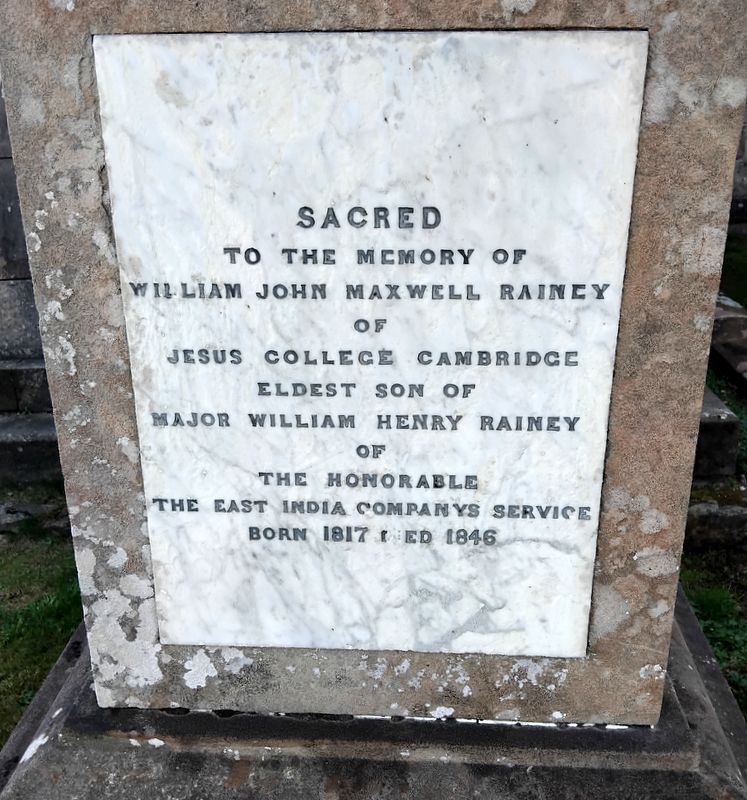 SACRED
TO THE MEMORY OF
WILLIAM JOHN MAXWELL RAINEY
OF
JESUS COLLEGE CAMBRIDGE
ELDEST SON OF
MAJOR WILLIAM HENRY RAINEY
OF
THE HONORABLE
THE EAST INDIA COMPANYS SERVICE
BORN 1817 DIED 1846